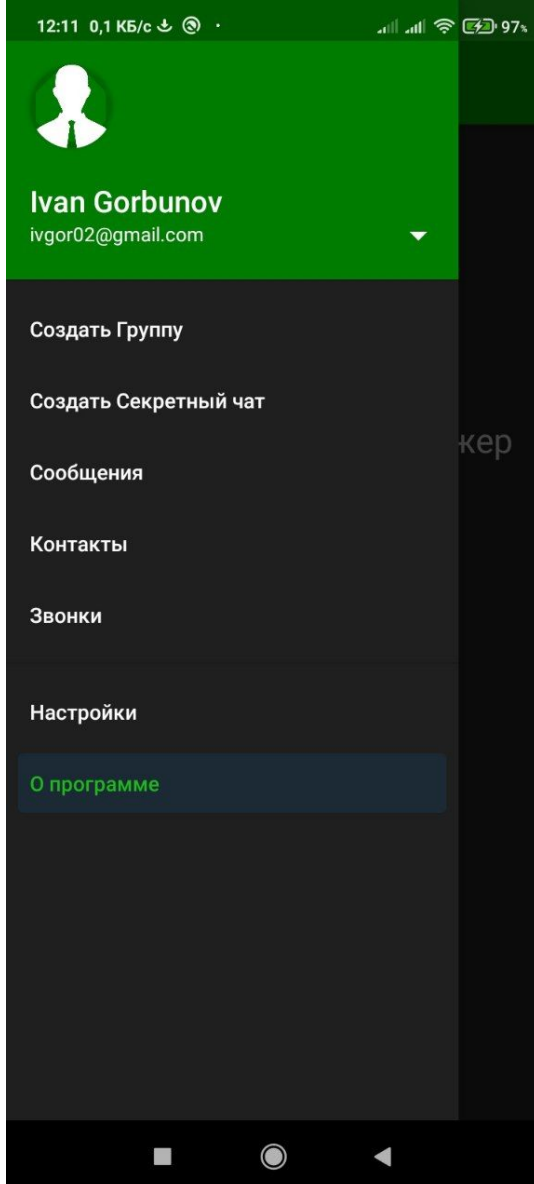 12:11 0,1 КБ/с 97%
Ivan Gorbunov
ivgor02@gmail.com
Создать Группу
Создать Секретный чат
жер
Сообщения
Контакты
Звонки
Настройки
О программе